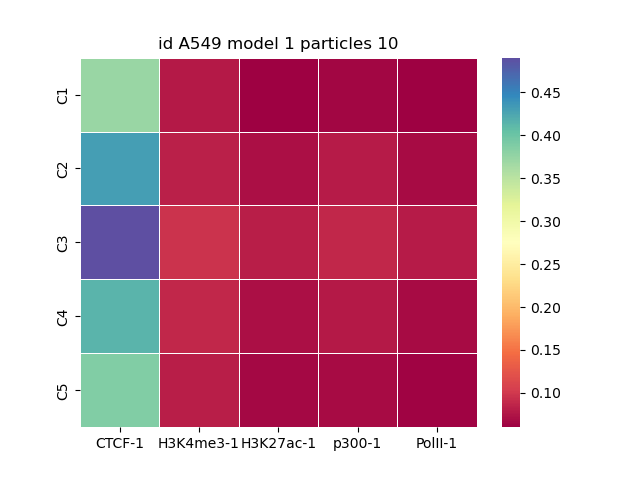 id A549 model 1 particles 10
C1
C2
C3
C4
C5
CTCF-1 H3K4me3-1 H3K27ac-1 p300-1 PolII-1
0.45
0.40
0.35
0.30
0.25
0.20
0.15
0.10